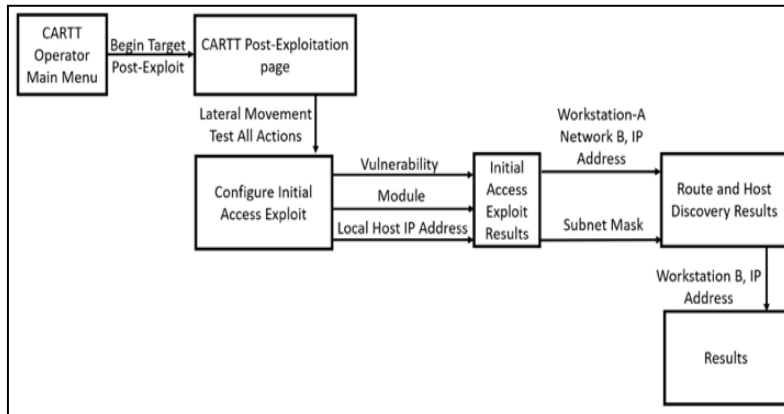 CARTT
Operator
Main Menu
Begin Target
Post-Exploit
CARTT Post-Exploitation
page
Lateral Movement
Test All Actions
Configure Initial
Access Exploit
Vulnerability
Module
Local Host IP Address
Initial
Access
Exploit
Results
Workstation-A
Network B, IP
Address
Subnet Mask
Route and Host
Discovery Results
Workstation B, IP
Address
Results